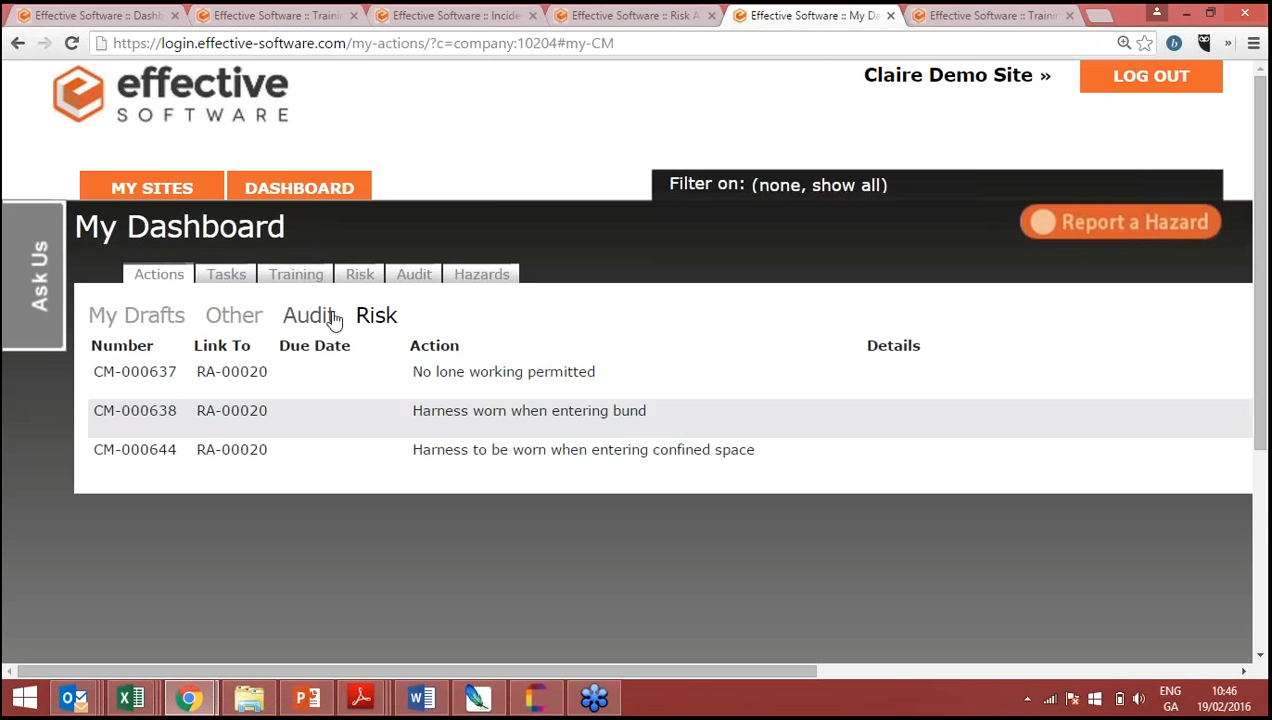 Effective Software :: Dashb
Effective Software :: Trainin
Effective Software :: Incide
Effective Software :: Risk A
Effective Software :: My Da
Effective Software :: Trainin
https://login.effective-software.com/my-actions/?c=company:10204#my-CM
effective
SOFTWARE
Claire Demo Site »
LOG OUT
MY SITES
DASHBOARD
Filter on: (none, show all)
Ask Us
My Dashboard
Report a Hazard
Actions
Tasks
Training
Risk
Audit
Hazards
My Drafts
Other
Audit
Risk
Number Link To Due Date Action Details
CM-000637 RA-00020 No lone working permitted
CM-000638 RA-00020 Harness worn when entering bund
CM-000644 RA-00020 Harness to be worn when entering confined space
ENG 10:46
GA 19/02/2016